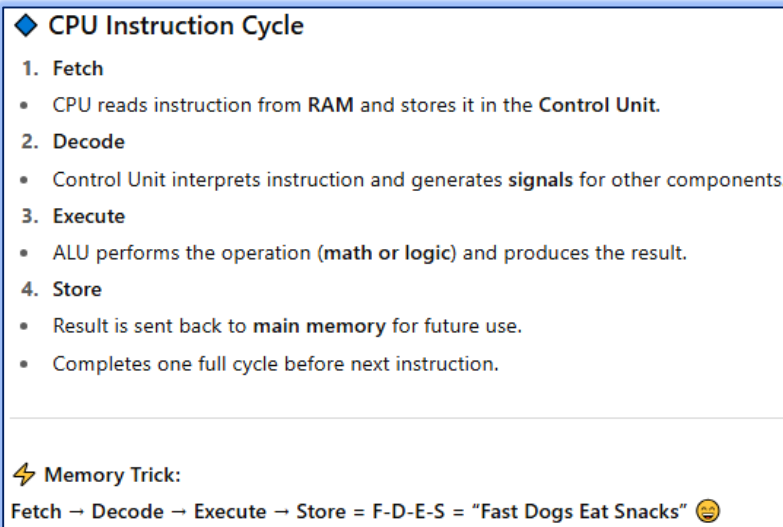 CPU Instruction Cycle
1. Fetch
• CPU reads instruction from RAM and stores it in the Control Unit.
2. Decode
• Control Unit interprets instruction and generates signals for other components
3. Execute
• ALU performs the operation (math or logic) and produces the result.
4. Store
• Result is sent back to main memory for future use.
• Completes one full cycle before next instruction.
⚡ Memory Trick:
Fetch → Decode → Execute → Store = F-D-E-S = “Fast Dogs Eat Snacks” 😄